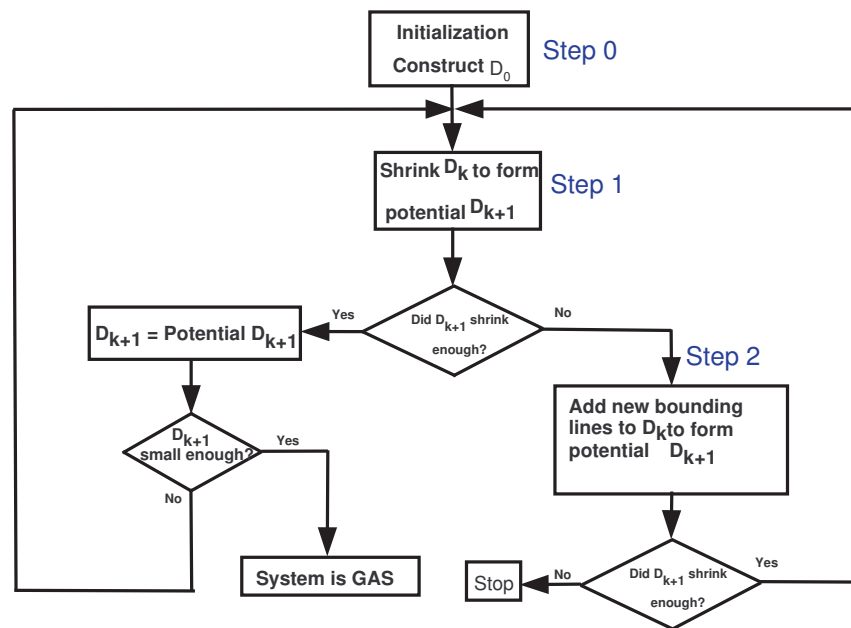 Initialization
Construct D0
Step 0
Shrink Dk to form
potential Dk+1
Step 1
Did Dk+1 shrink
enough?
Yes
No
Dk+1 = Potential Dk+1
Step 2
Add new bounding
lines to Dk to form
potential Dk+1
Dk+1
small enough?
Yes
No
System is GAS
Did Dk+1 shrink
enough?
No
Yes
Stop